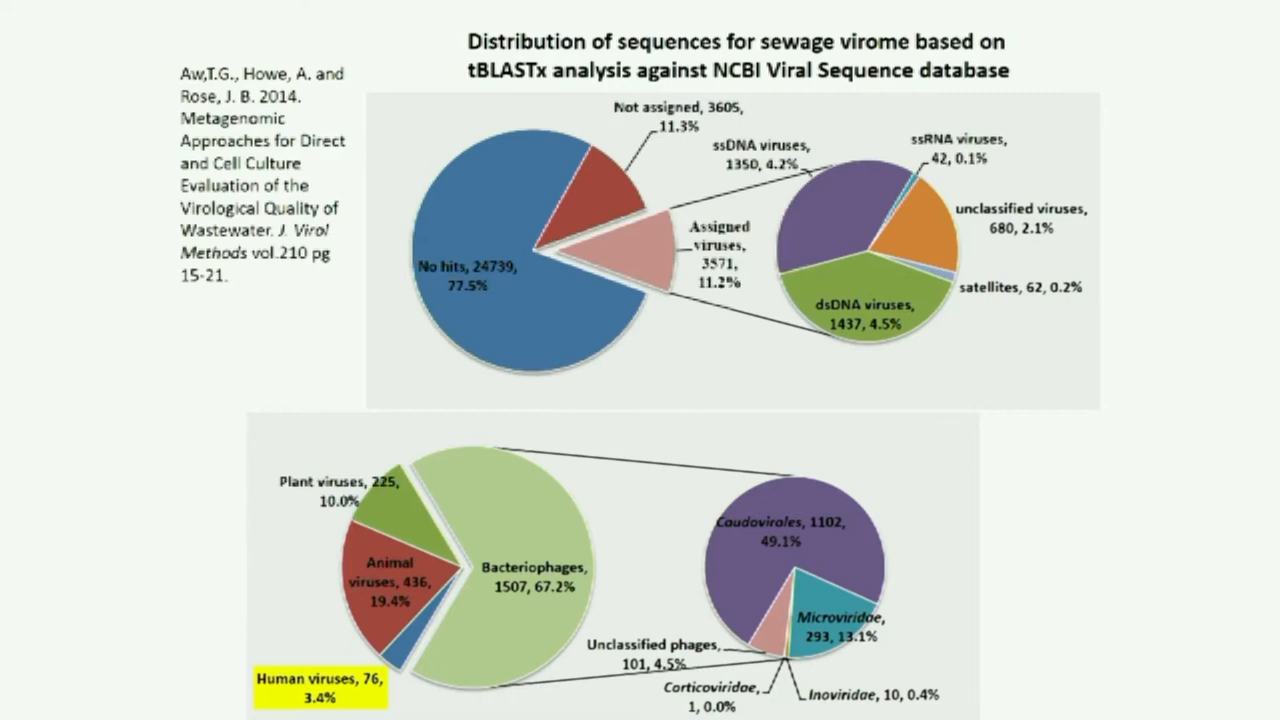 Distribution of sequences for sewage virome based on
tBLASTx analysis against NCBI Viral Sequence database
Aw,T.G., Howe, A. and
Rose, J. B. 2014.
Metagenomic
Approaches for Direct
and Cell Culture
Evaluation of the
Virological Quality of
Wastewater. J. Virol
Methods vol.210 pg
15-21.
Not assigned, 3605,
11.3%
ssDNA viruses,
1350, 4.2%
ssRNA viruses,
42, 0.1%
unclassified viruses,
680, 2.1%
Assigned
viruses,
3571,
11.2%
No hits, 24739,
77.5%
satellites, 62, 0.2%
dsDNA viruses,
1437, 4.5%
Plant viruses, 225,
10.0%
Animal
viruses, 436,
19.4%
Bacteriophages,
1507, 67.2%
Human viruses, 76,
3.4%
Caudovirales, 1102,
49.1%
Microviridae,
293, 13.1%
Unclassified phages,
101, 4.5%
Corticoviridae,
1, 0.0%
Inoviridae, 10, 0.4%